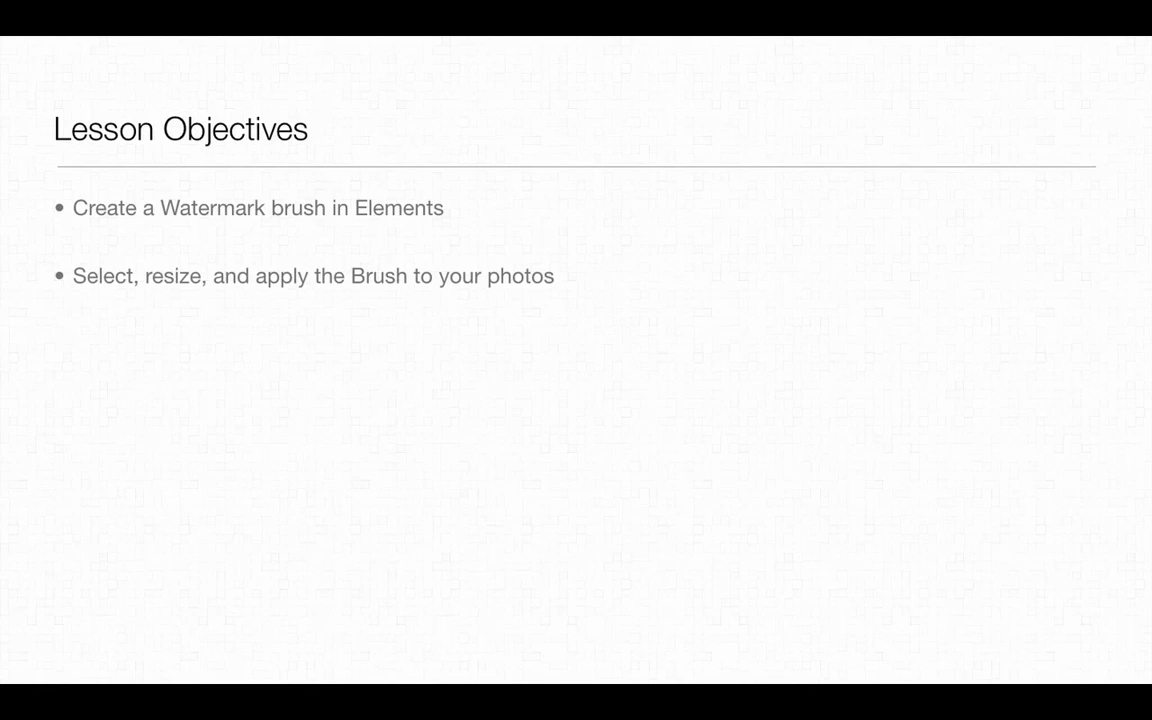 Lesson Objectives
• Create a Watermark brush in Elements
• Select, resize, and apply the Brush to your photos